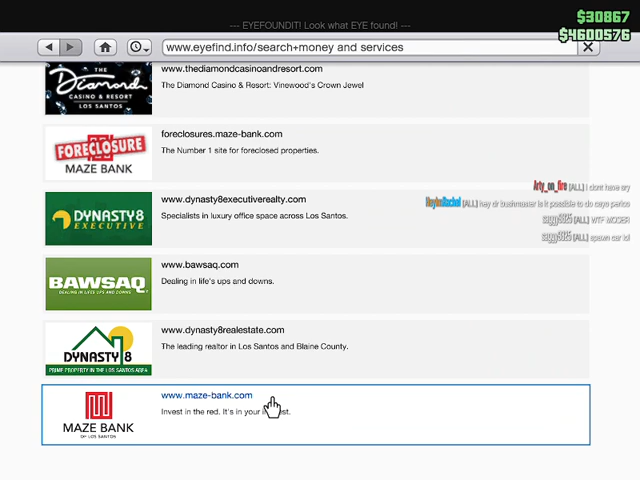 --- EYEFOUNDIT! Look what EYE found! ---
$30867
$4600576
www.eyefind.info/search+money and services
THE
Diamond
CASINO & RESORT
LOS SANTOS
www.thediamondcasinoandresort.com
The Diamond Casino & Resort: Vinewood's Crown Jewel
FORECLOSURE
MAZE BANK
foreclosures.maze-bank.com
The Number 1 site for foreclosed properties.
Arty_on_fire [ALL] i dont have any
DYNASTY8
EXECUTIVE
www.dynasty8executiverealty.com
Specialists in luxury office space across Los Santos.
[ALL] hey dr bushmaster is it possible to do cayo perico
[ALL] WTF MODER
[ALL] spawn car lol
BAWSAQ
DEALING IN LIFE'S UPS AND DOWNS.
www.bawsaq.com
Dealing in life's ups and downs.
DYNASTY 8
PRIME PROPERTY IN THE LOS SANTOS AREA
www.dynasty8realestate.com
The leading realtor in Los Santos and Blaine County.
MAZE BANK
OF LOS SANTOS
www.maze-bank.com
Invest in the red. It's in your interest.